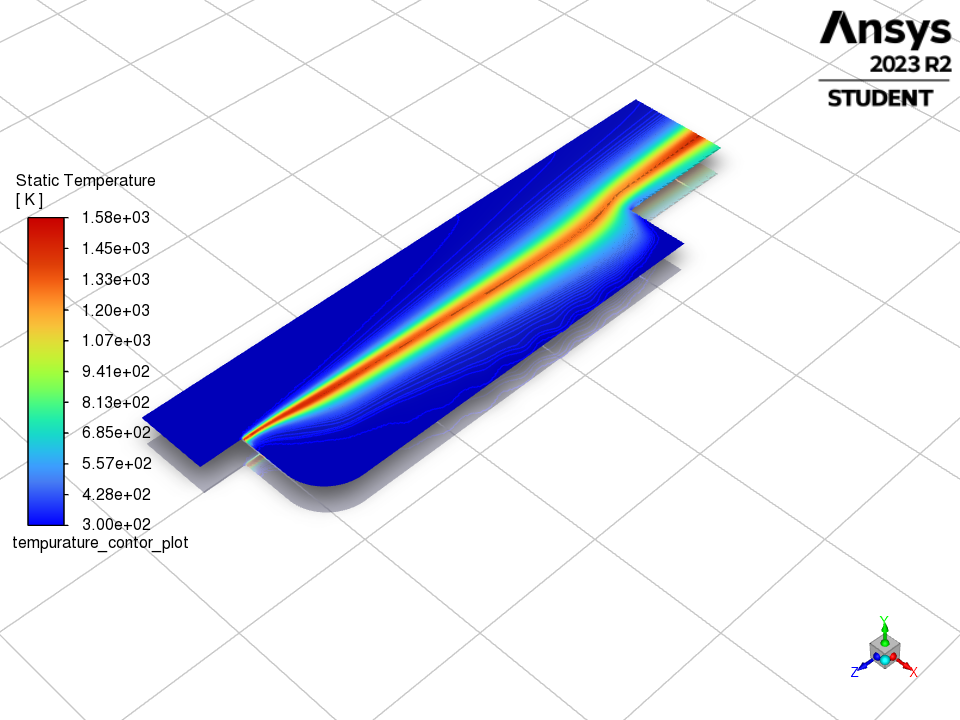 Ansys
2023 R2
STUDENT
Static Temperature
[ K ]
1.58e+03
1.45e+03
1.33e+03
1.20e+03
1.07e+03
9.41e+02
8.13e+02
6.85e+02
5.57e+02
4.28e+02
3.00e+02
tempurature_contor_plot
Y
Z
X